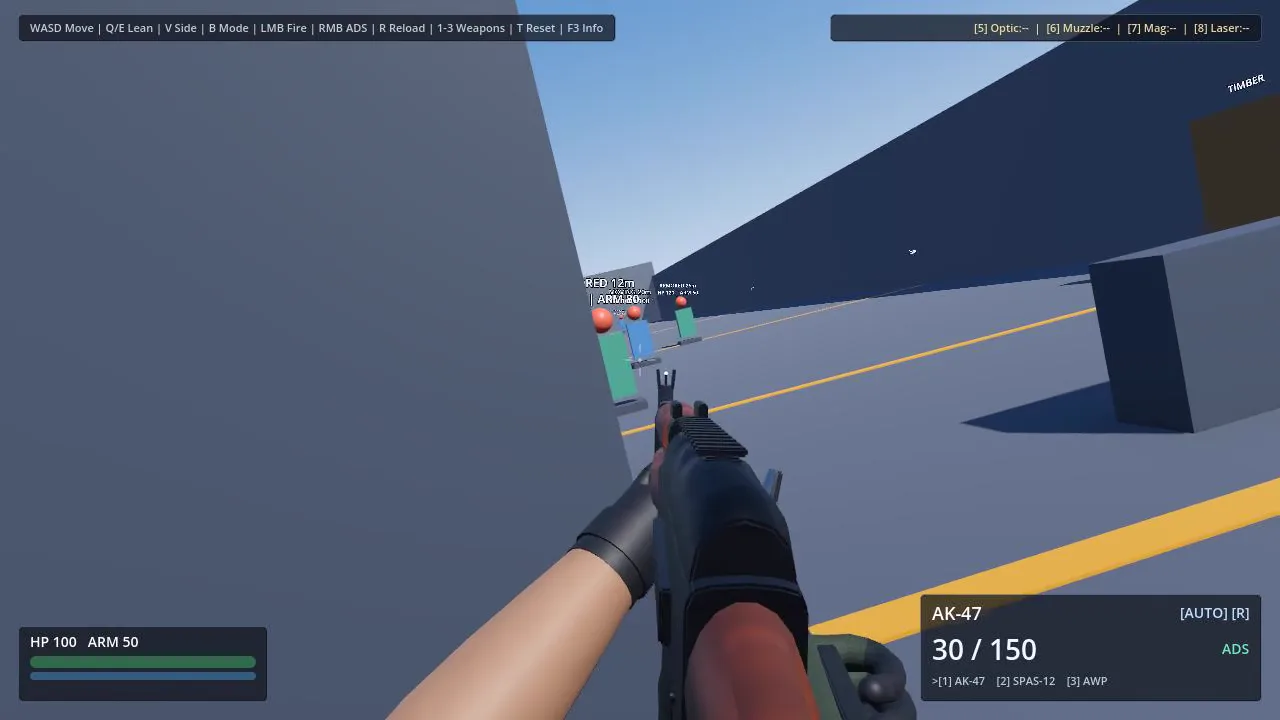 WASD Move | Q/E Lean | V Side | B Mode | LMB Fire | RMB ADS | R Reload | 1-3 Weapons | T Reset | F3 Info
[5] Optic:-- | [6] Muzzle:-- | [7] Mag:-- | [8] Laser:--
TIMBER
RED 12m
| ARM 80
HP 100 ARM 50
AK-47 [AUTO] [R]
30 / 150 ADS
>[1] AK-47 [2] SPAS-12 [3] AWP